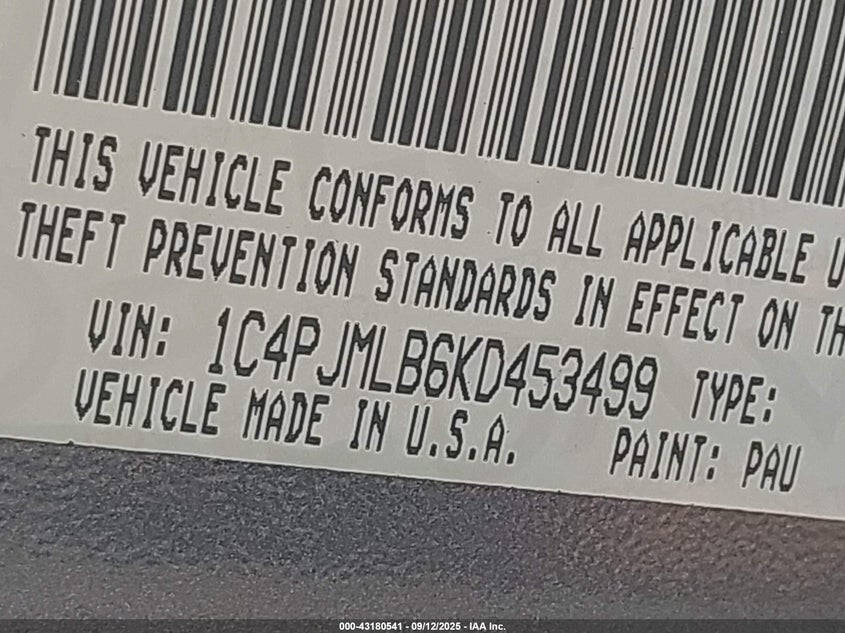 THIS VEHICLE CONFORMS TO ALL APPLICABLE
THEFT PREVENTION STANDARDS IN EFFECT ON
VIN: 1C4PJMLB6KD453499 TYPE:
VEHICLE MADE IN U.S.A. PAINT: PAU
000-43180541 - 09/12/2025 - IAA Inc.